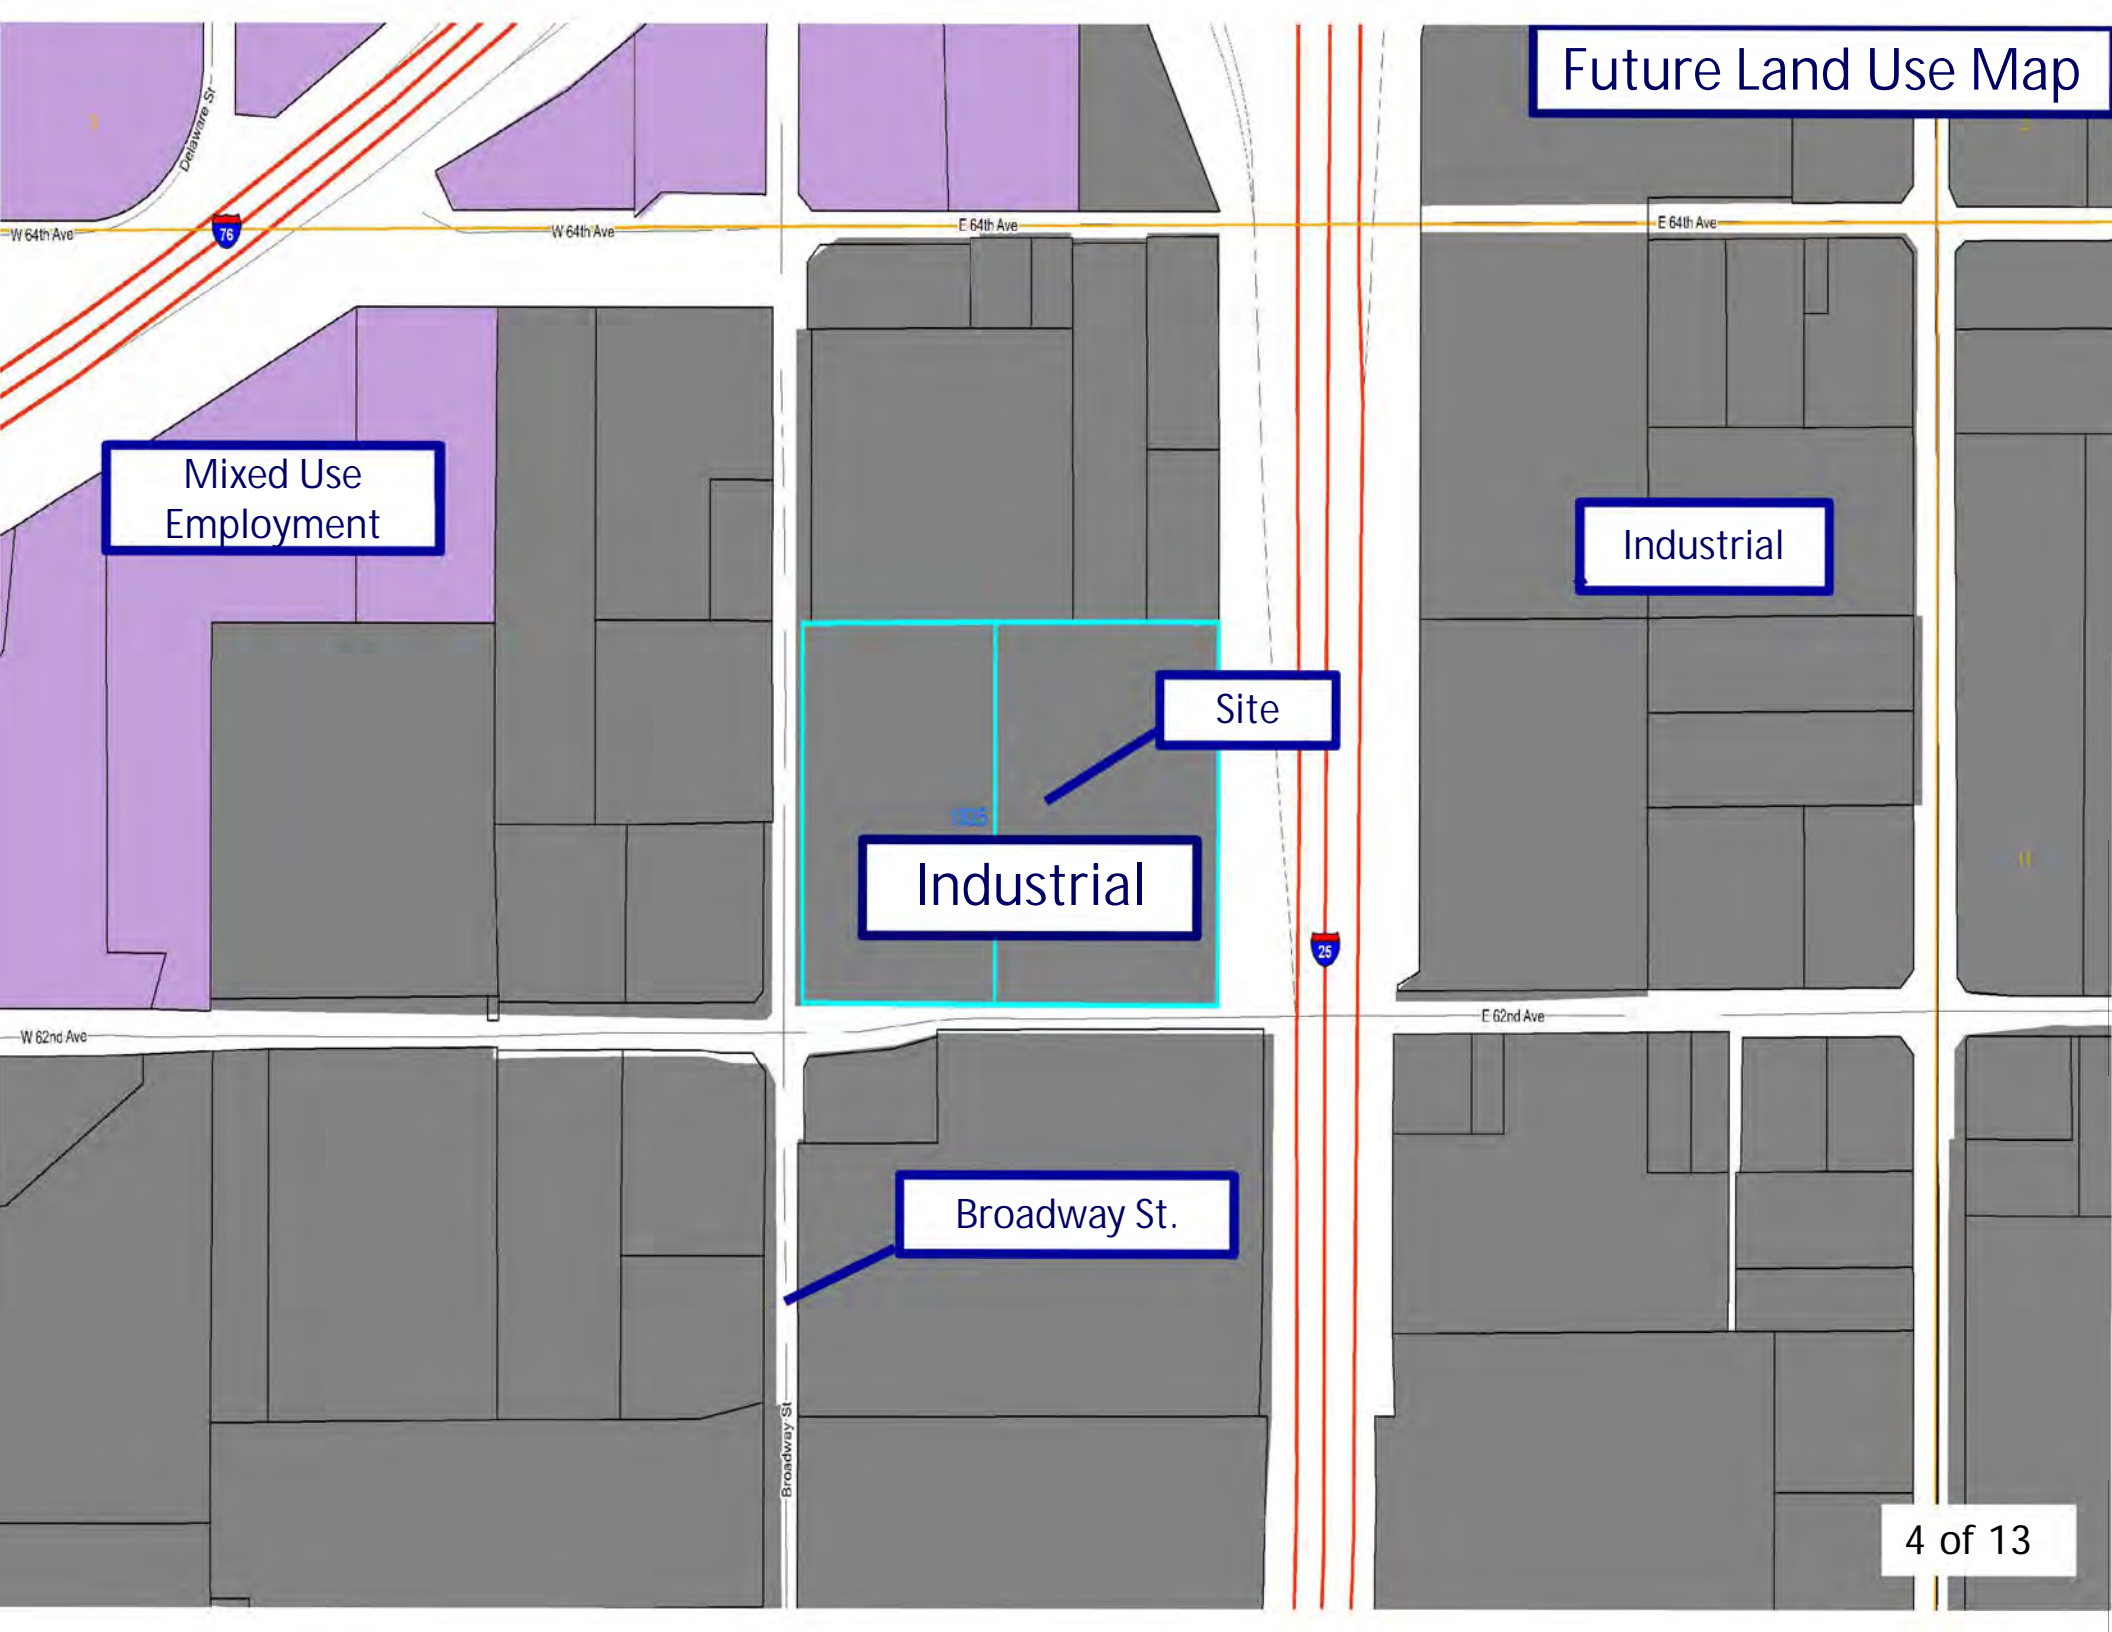 Future Land Use Map
Delaware St
W 64th Ave
76
W 64th Ave
E 64th Ave
E 64th Ave
Mixed Use
Employment
Industrial
Site
Industrial
25
W 62nd Ave
E 62nd Ave
Broadway St.
Broadway St
4 of 13